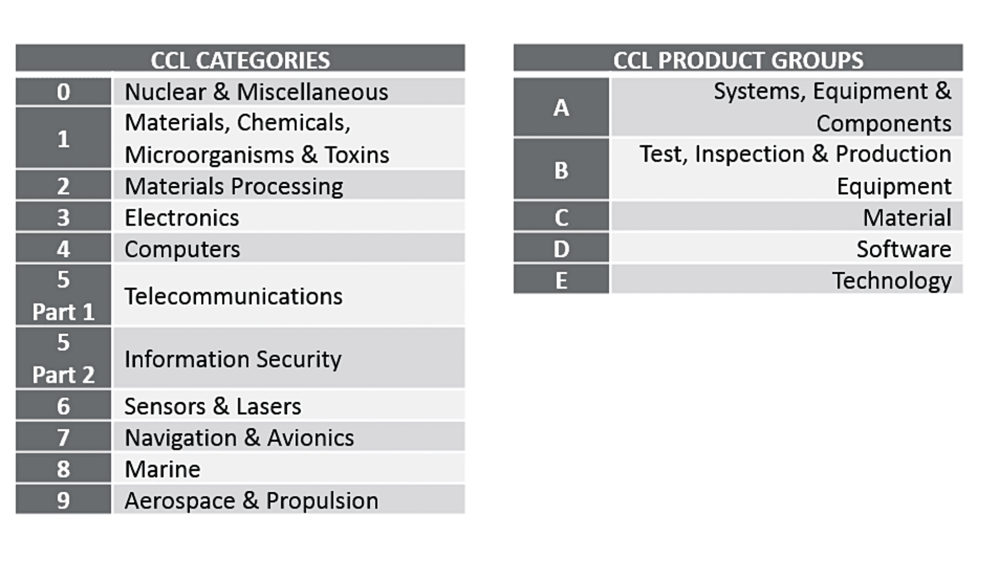 CCL CATEGORIES
0
Nuclear & Miscellaneous
1
Materials, Chemicals,
Microorganisms & Toxins
2
Materials Processing
3
Electronics
4
Computers
5
Part 1
Telecommunications
5
Part 2
Information Security
6
Sensors & Lasers
7
Navigation & Avionics
8
Marine
9
Aerospace & Propulsion
CCL PRODUCT GROUPS
A
Systems, Equipment &
Components
B
Test, Inspection & Production
Equipment
C
Material
D
Software
E
Technology